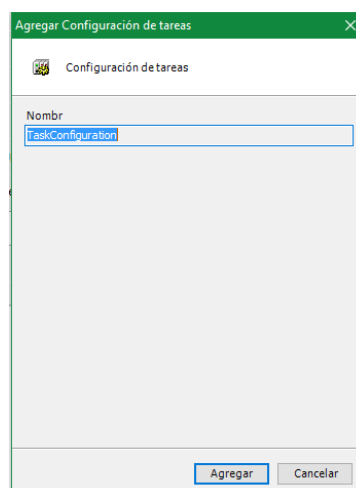 Agregar Configuración de tareas
Configuración de tareas
Nombr
TaskConfiguration
Agregar
Cancelar